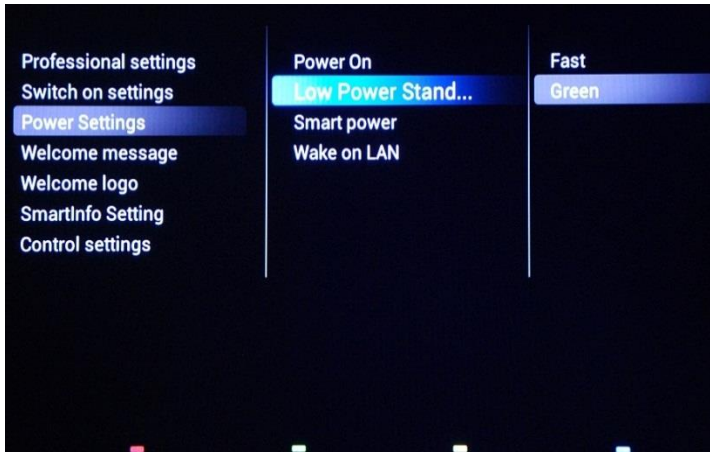 Professional settings
Switch on settings
Power Settings
Welcome message
Welcome logo
SmartInfo Setting
Control settings
Power On
Low Power Stand...
Smart power
Wake on LAN
Fast
Green